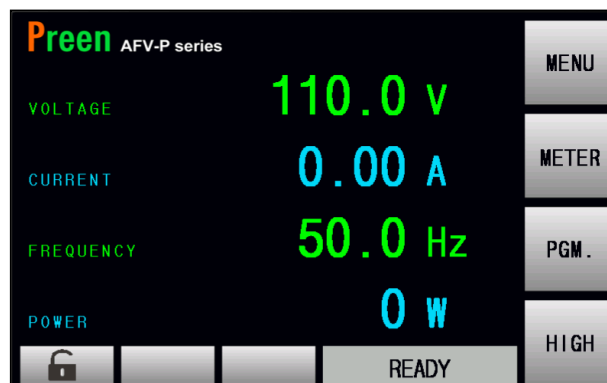 Preen AFV-P series
MENU
VOLTAGE 110.0 V
CURRENT 0.00 A
METER
FREQUENCY 50.0 Hz
PGM.
POWER 0 W
HIGH
READY